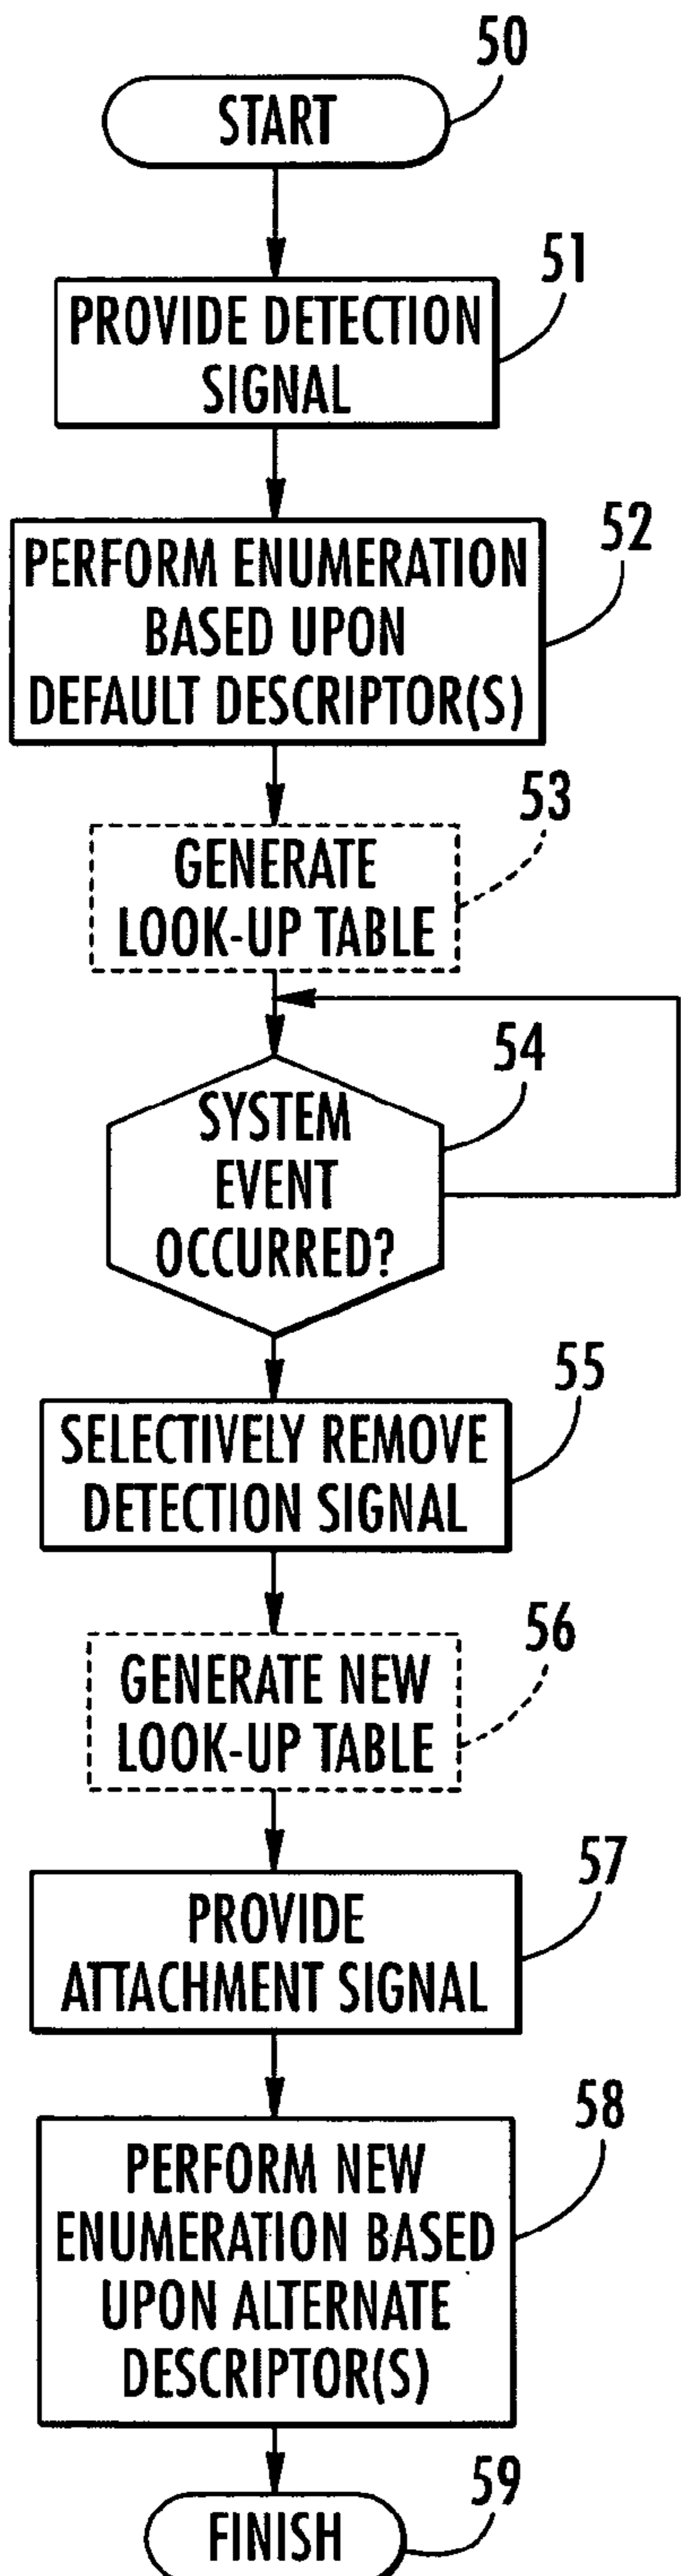 50
START
51
PROVIDE DETECTION
SIGNAL
52
PERFORM ENUMERATION
BASED UPON
DEFAULT DESCRIPTOR(S)
53
GENERATE
LOOK-UP TABLE
54
SYSTEM
EVENT
OCCURRED?
55
SELECTIVELY REMOVE
DETECTION SIGNAL
56
GENERATE NEW
LOOK-UP TABLE
57
PROVIDE
ATTACHMENT SIGNAL
58
PERFORM NEW
ENUMERATION BASED
UPON ALTERNATE
DESCRIPTOR(S)
59
FINISH